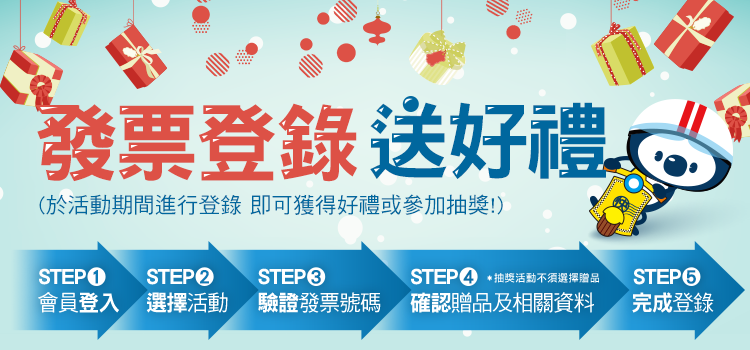 發票登錄 送好禮
(於活動期間進行登錄 即可獲得好禮或參加抽獎!)
STEP❶
會員登入
STEP❷
選擇活動
STEP❸
驗證發票號碼
STEP❹ *抽獎活動不須選擇贈品
確認贈品及相關資料
STEP❺
完成登錄